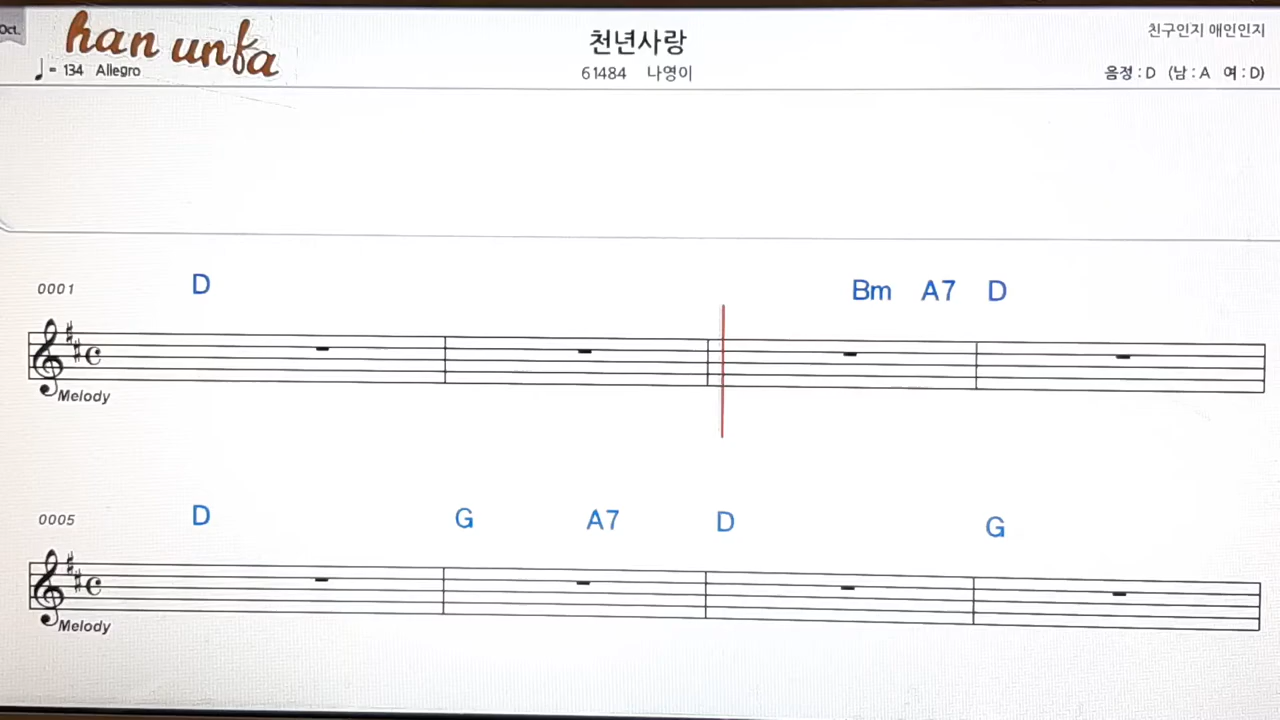 Oct.
han unfa
천년사랑
친구인지 애인인지
♩= 134 Allegro
61484 나영이
음정 : D (남 : A 여 : D)
0001 D Bm A7 D
Melody
0005 D G A7 D G
Melody